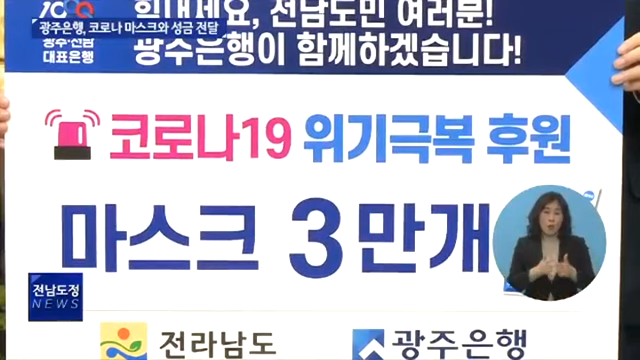 광주은행, 코로나 마스크와 성금 전달
힘내세요, 전남도민 여러분!
광주·전남
대표은행
광주은행이 함께하겠습니다!
코로나19 위기극복 후원
마스크 3만개
전남도정
NEWS
전라남도
광주은행